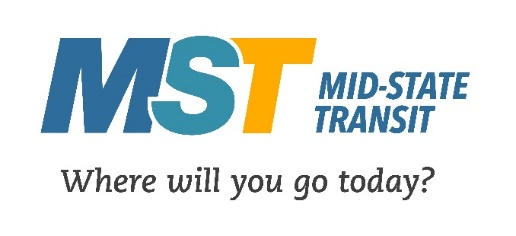 MST MID-STATE
TRANSIT
Where will you go today?